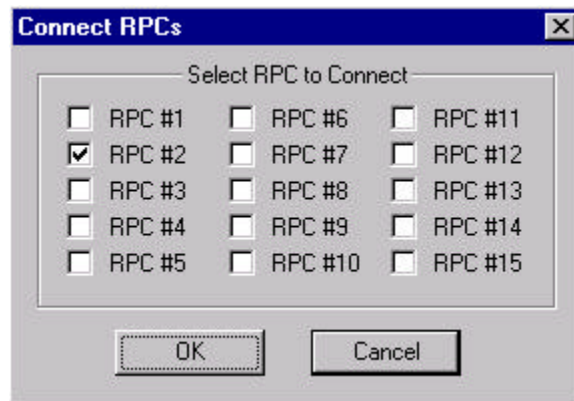 Connect RPCs
Select RPC to Connect
RPC #1 RPC #6 RPC #11
RPC #2 RPC #7 RPC #12
RPC #3 RPC #8 RPC #13
RPC #4 RPC #9 RPC #14
RPC #5 RPC #10 RPC #15
OK Cancel